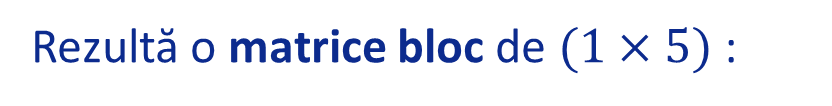 Rezultă o matrice bloc de (1 × 5) :